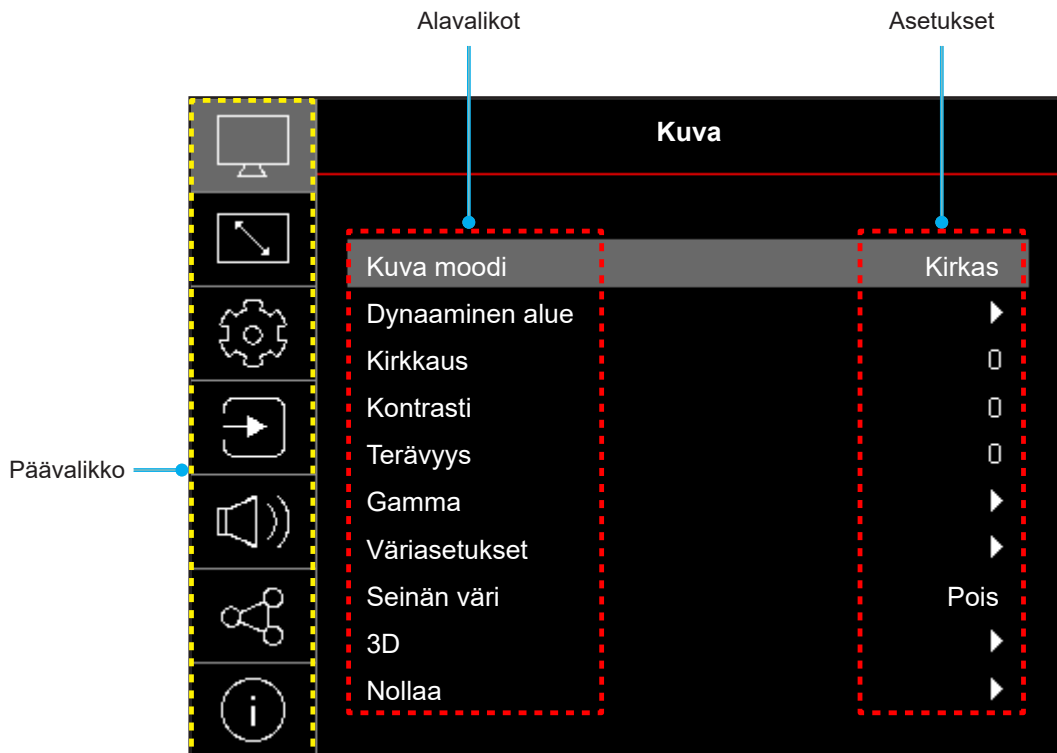 Alavalikot Asetukset
Kuva
Kuva moodi Kirkas
Dynaaminen alue
Kirkkaus 0
Kontrasti 0
Terävyys 0
Gamma
Väriasetukset
Seinän väri Pois
3D
Nollaa
Päävalikko
i